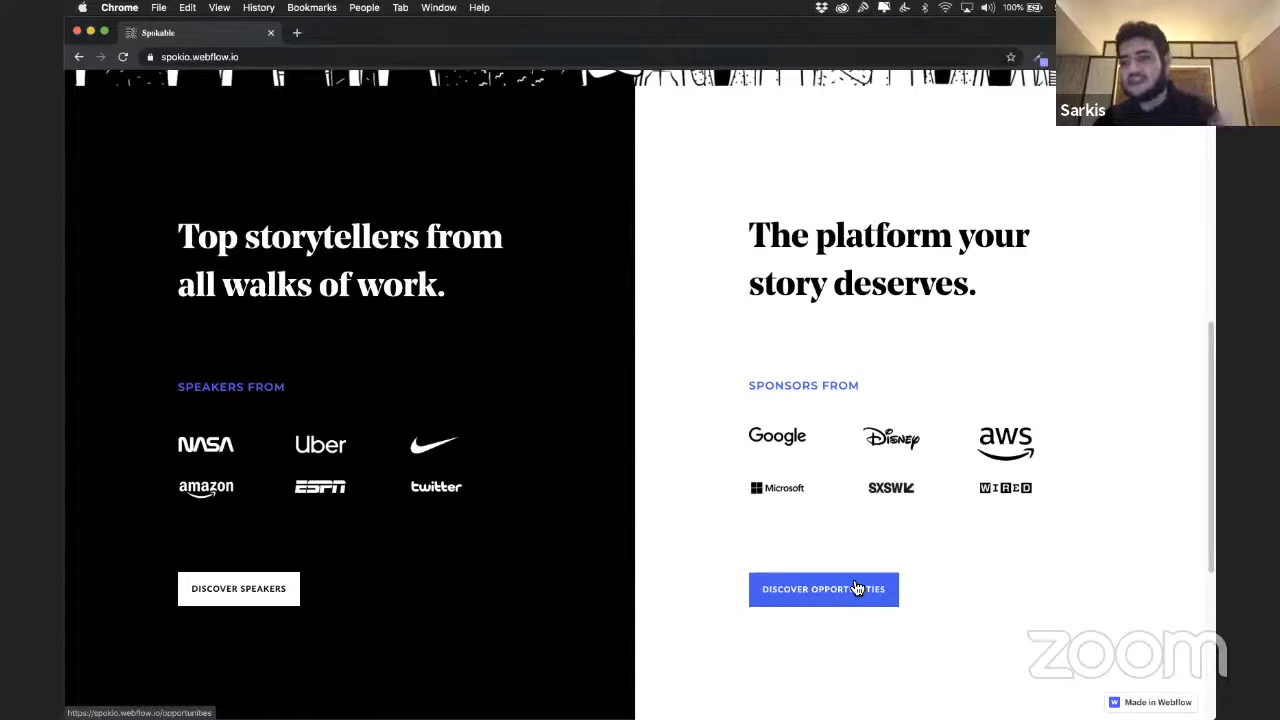 Chrome File Edit View History Bookmarks People Tab Window Help
100%
Spokable
spokio.webflow.io
Sarkis
Top storytellers from
all walks of work.
SPEAKERS FROM
NASA Uber
amazon ESPN twitter
DISCOVER SPEAKERS
The platform your
story deserves.
SPONSORS FROM
Google Disney aws
Microsoft SXSW WIRED
DISCOVER OPPORTUNITIES
zoom
Made in Webflow
https://spokio.webflow.io/opportunities